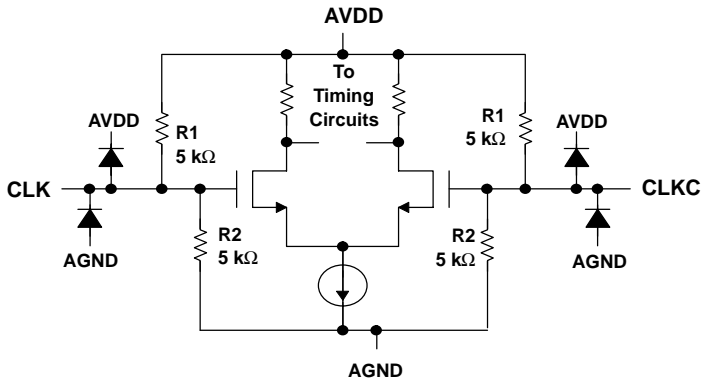 AVDD
To
Timing
Circuits
R1
5 kΩ
R1
5 kΩ
AVDD
AVDD
CLK
CLKC
R2
5 kΩ
R2
5 kΩ
AGND
AGND
AGND